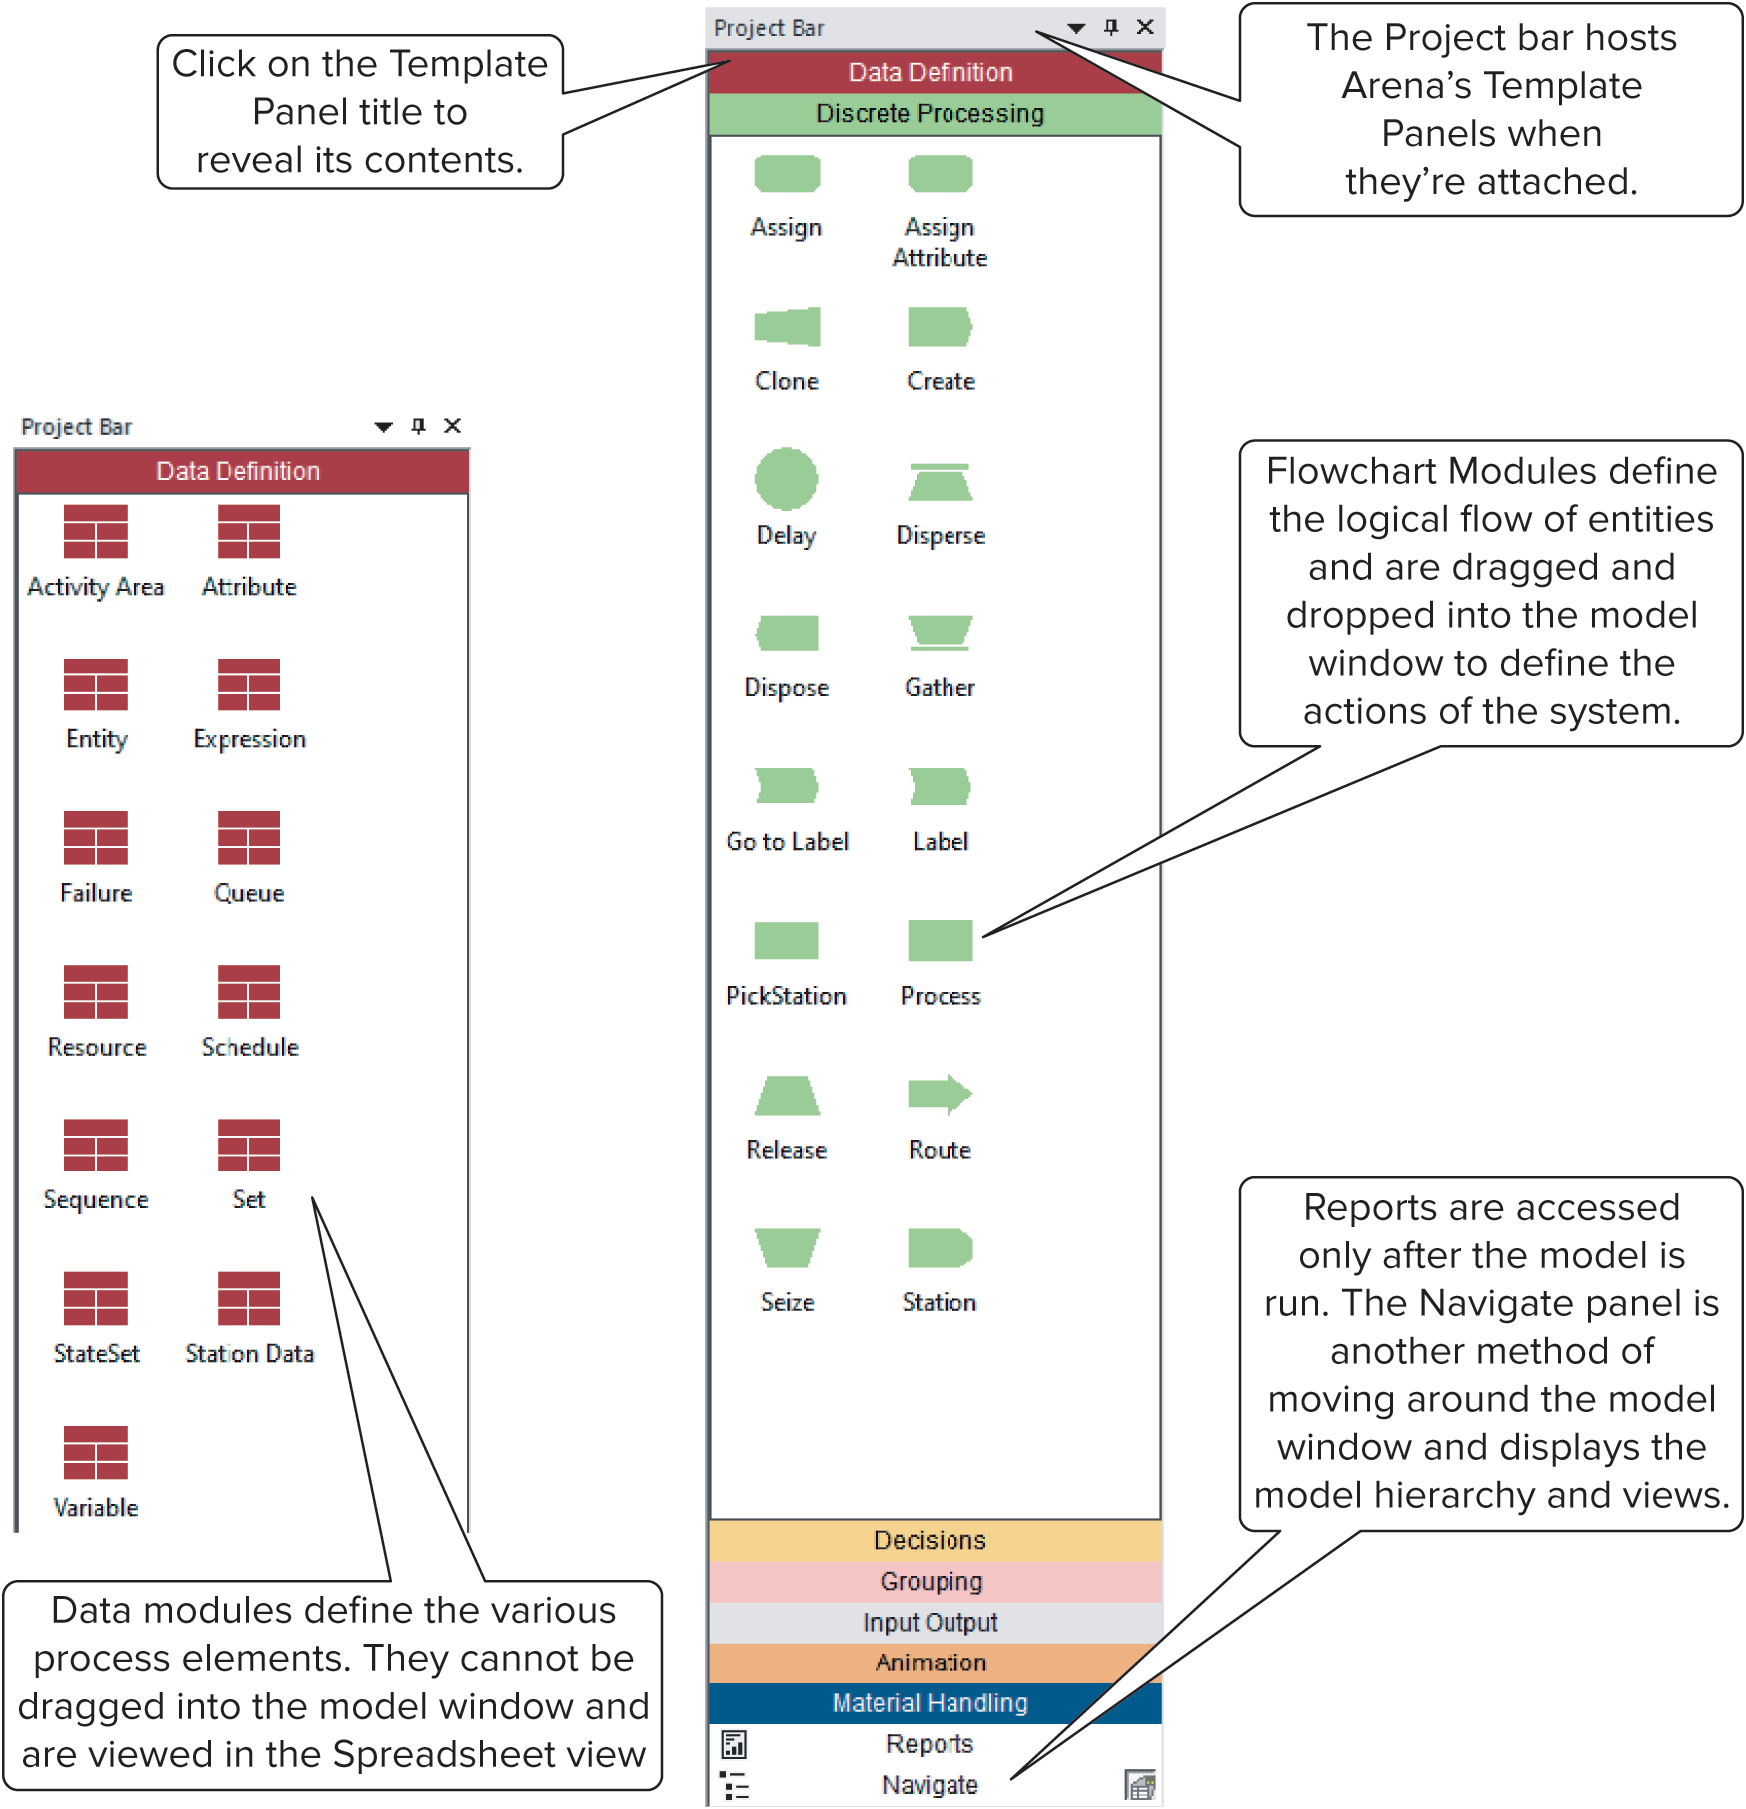 Click on the Template
Panel title to
reveal its contents.
Project Bar
Data Definition
Discrete Processing
Assign
Assign
Attribute
Clone
Create
Delay
Disperse
Dispose
Gather
Go to Label
Label
PickStation
Process
Release
Route
Seize
Station
Decisions
Grouping
Input Output
Animation
Material Handling
Reports
Navigate
The Project bar hosts
Arena’s Template
Panels when
they’re attached.
Project Bar
Data Definition
Activity Area
Attribute
Entity
Expression
Failure
Queue
Resource
Schedule
Sequence
Set
StateSet
Station Data
Variable
Flowchart Modules define
the logical flow of entities
and are dragged and
dropped into the model
window to define the
actions of the system.
Reports are accessed
only after the model is
run. The Navigate panel is
another method of
moving around the model
window and displays the
model hierarchy and views.
Data modules define the various
process elements. They cannot be
dragged into the model window and
are viewed in the Spreadsheet view